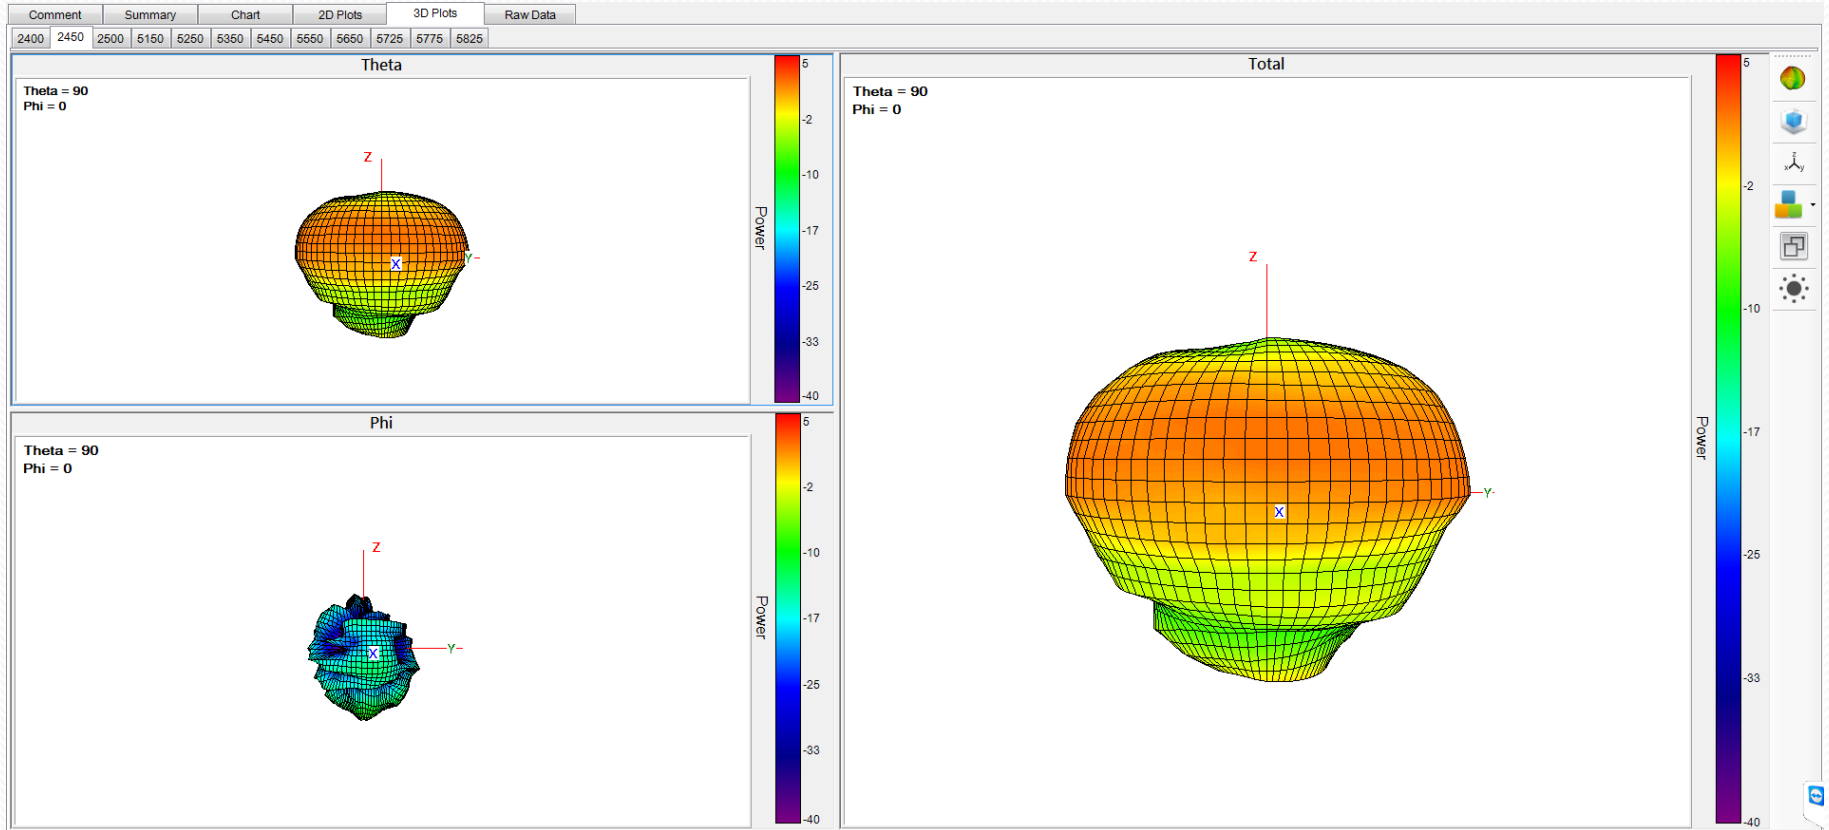 Comment Summary Chart 2D Plots 3D Plots Raw Data
2400 2450 2500 5150 5250 5350 5450 5550 5650 5725 5775 5825
Theta
Theta = 90
Phi = 0
Z
X
Y
5
-2
-10
-17
-25
-33
-40
Power
Phi
Theta = 90
Phi = 0
Z
X
Y
5
-2
-10
-17
-25
-33
-40
Power
Total
Theta = 90
Phi = 0
Z
X
Y
5
-2
-10
-17
-25
-33
-40
Power
z
x y